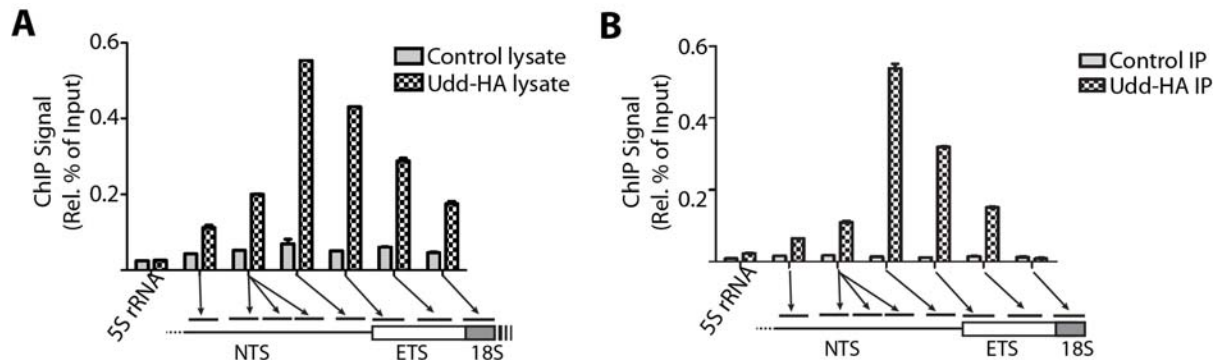 A
ChIP Signal
(Rel. % of Input)
0.6
0.4
0.2
Control lysate
Udd-HA lysate
5S rRNA
NTS
ETS
18S
B
ChIP Signal
(Rel. % of Input)
0.6
0.4
0.2
Control IP
Udd-HA IP
5S rRNA
NTS
ETS
18S